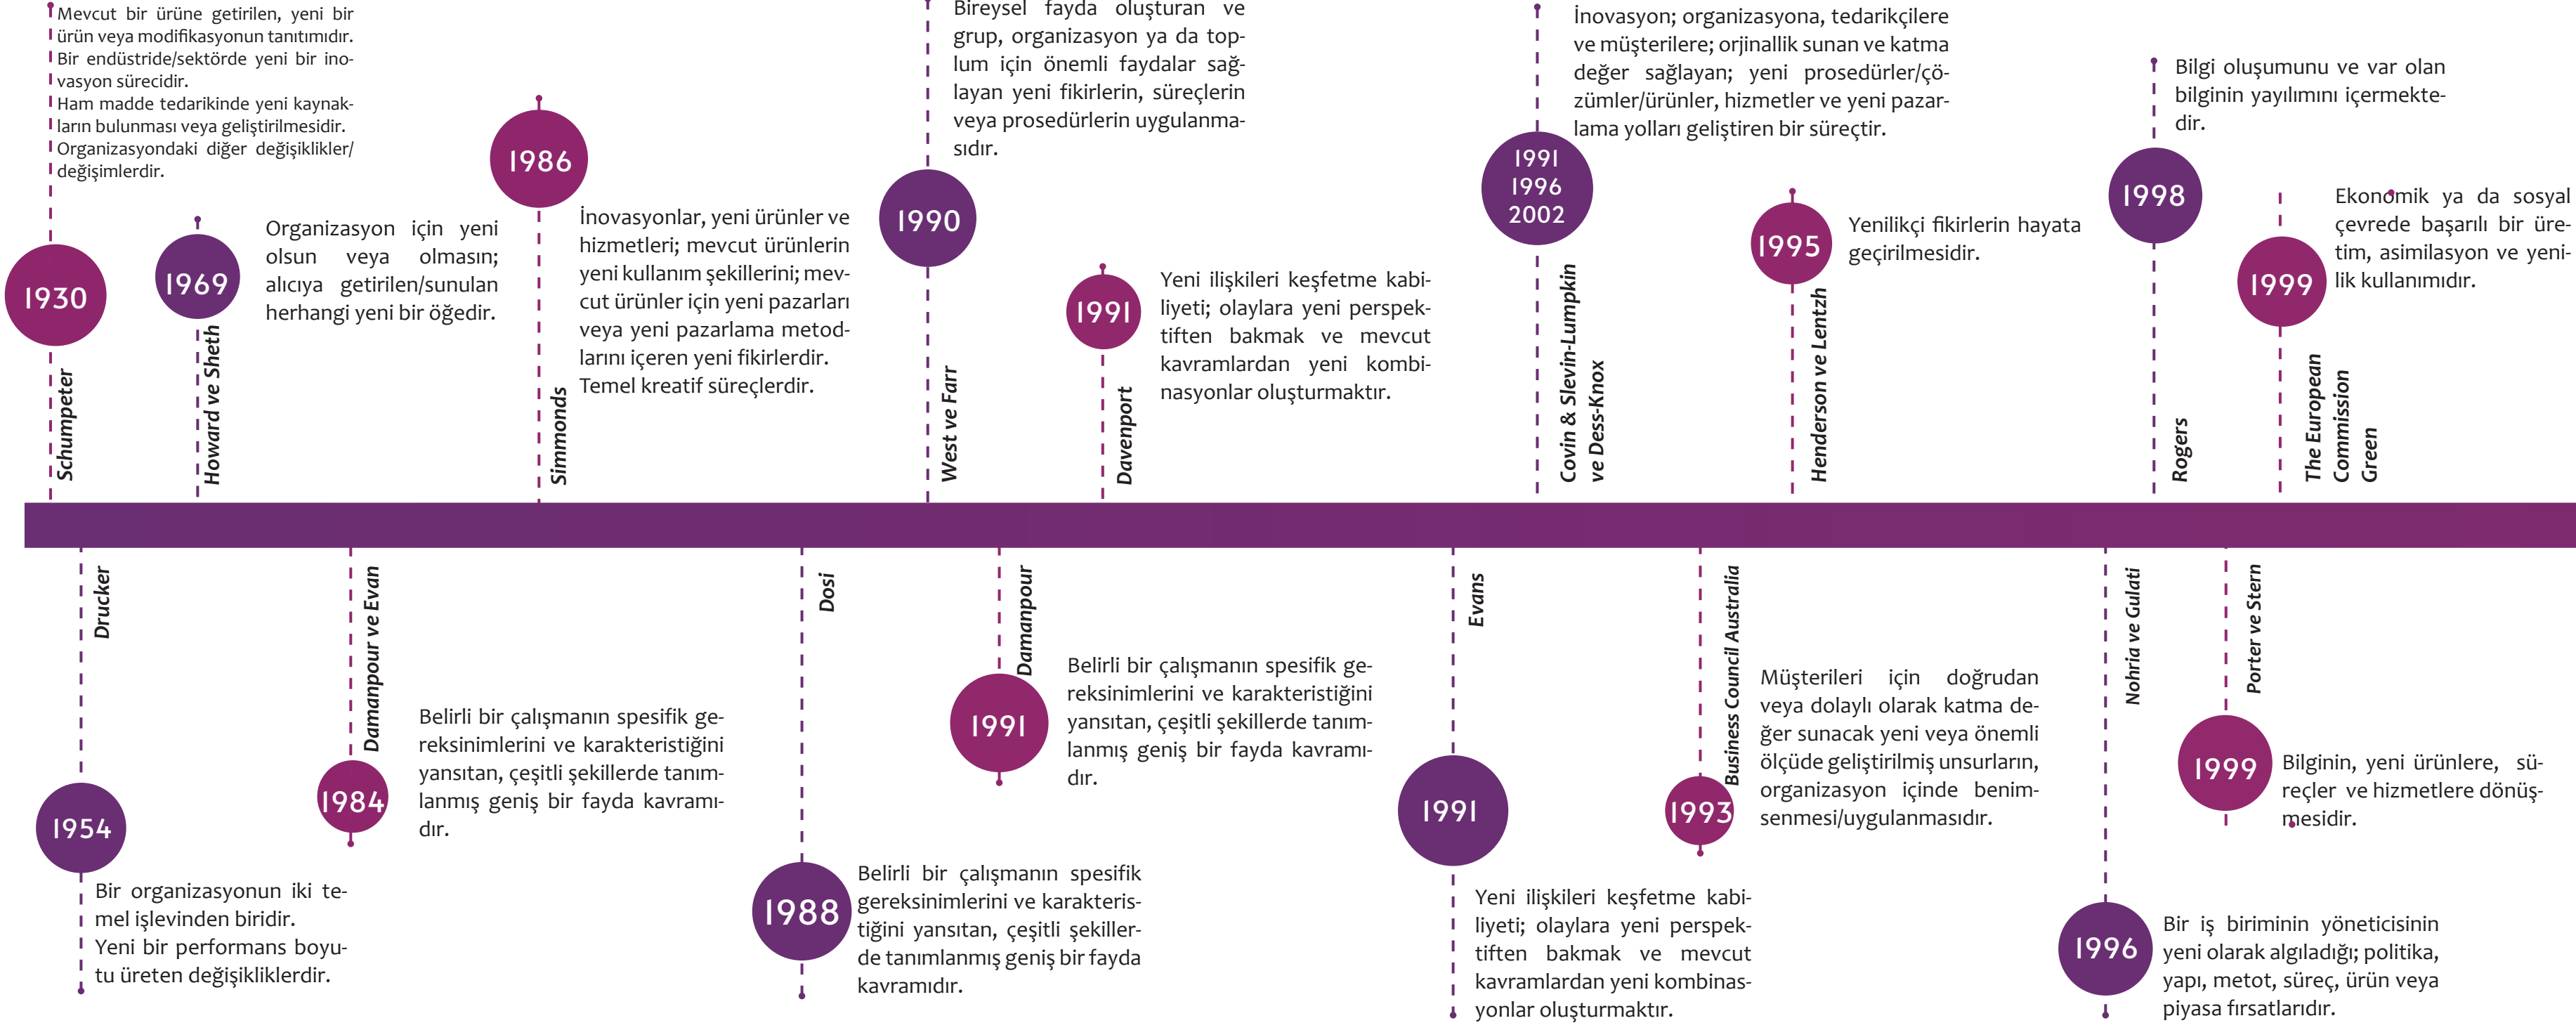 Mevcut bir ürüne getirilen, yeni bir
ürün veya modifikasyonun tanıtımıdır.
Bir endüstride/sektörde yeni bir ino-
vasyon sürecidir.
Ham madde tedarikinde yeni kaynak-
ların bulunması veya geliştirilmesidir.
Organizasyondaki diğer değişiklikler/
değişimlerdir.
1930
Schumpeter
1969
Howard ve Sheth
Organizasyon için yeni
olsun veya olmasın;
alıcıya getirilen/sunulan
herhangi yeni bir öğedir.
1986
Simmonds
İnovasyonlar, yeni ürünler ve
hizmetleri; mevcut ürünlerin
yeni kullanım şekillerini; mev-
cut ürünler için yeni pazarları
veya yeni pazarlama metod-
larını içeren yeni fikirlerdir.
Temel kreatif süreçlerdir.
Bireysel fayda oluşturan ve
grup, organizasyon ya da top-
lum için önemli faydalar sağ-
layan yeni fikirlerin, süreçlerin
veya prosedürlerin uygulanma-
sıdır.
1990
West ve Farr
1991
Davenport
Yeni ilişkileri keşfetme kabi-
liyeti; olaylara yeni perspek-
tiften bakmak ve mevcut
kavramlardan yeni kombi-
nasyonlar oluşturmaktır.
İnovasyon; organizasyona, tedarikçilere
ve müşterilere; orjinallik sunan ve katma
değer sağlayan; yeni prosedürler/çö-
zümler/ürünler, hizmetler ve yeni pazar-
lama yolları geliştiren bir süreçtir.
1991
1996
2002
Covin & Slevin-Lumpkin
ve Dess-Knox
1995
Henderson ve Lentzh
Yenilikçi fikirlerin hayata
geçirilmesidir.
Bilgi oluşumunu ve var olan
bilginin yayılımını içermekte-
dir.
1998
Rogers
1999
The European
Commission
Green
Ekonomik ya da sosyal
çevrede başarılı bir üre-
tim, asimilasyon ve yeni-
lik kullanımıdır.
Drucker
1954
Bir organizasyonun iki te-
mel işlevinden biridir.
Yeni bir performans boyu-
tu üreten değişikliklerdir.
Damanpour ve Evan
1984
Belirli bir çalışmanın spesifik ge-
reksinimlerini ve karakteristiğini
yansıtan, çeşitli şekillerde tanım-
lanmış geniş bir fayda kavramı-
dır.
Dosi
1988
Belirli bir çalışmanın spesifik
gereksinimlerini ve karakteris-
tiğini yansıtan, çeşitli şekiller-
de tanımlanmış geniş bir fayda
kavramıdır.
Damanpour
1991
Belirli bir çalışmanın spesifik ge-
reksinimlerini ve karakteristiğini
yansıtan, çeşitli şekillerde tanım-
lanmış geniş bir fayda kavramı-
dır.
Evans
1991
Yeni ilişkileri keşfetme kabi-
liyeti; olaylara yeni perspek-
tiften bakmak ve mevcut
kavramlardan yeni kombinas-
yonlar oluşturmaktır.
Business Council Australia
1993
Müşterileri için doğrudan
veya dolaylı olarak katma de-
ğer sunacak yeni veya önemli
ölçüde geliştirilmiş unsurların,
organizasyon içinde benim-
senmesi/uygulanmasıdır.
Nohria ve Gulati
1996
Bir iş biriminin yöneticisinin
yeni olarak algıladığı; politika,
yapı, metot, süreç, ürün veya
piyasa fırsatlarıdır.
Porter ve Stern
1999
Bilginin, yeni ürünlere, sü-
reçler ve hizmetlere dönüş-
mesidir.